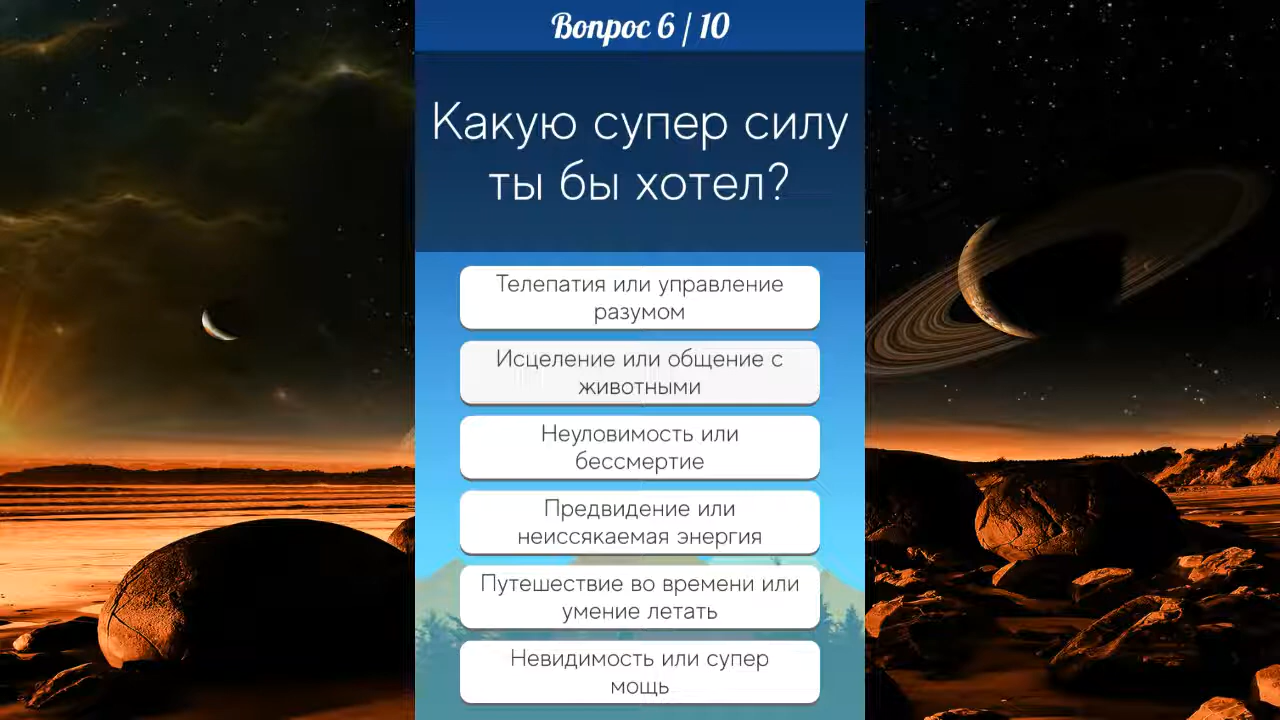 Вопрос 6 / 10
Какую супер силу
ты бы хотел?
Телепатия или управление
разумом
Исцеление или общение с
животными
Неуловимость или
бессмертие
Предвидение или
неиссякаемая энергия
Путешествие во времени или
умение летать
Невидимость или супер
мощь